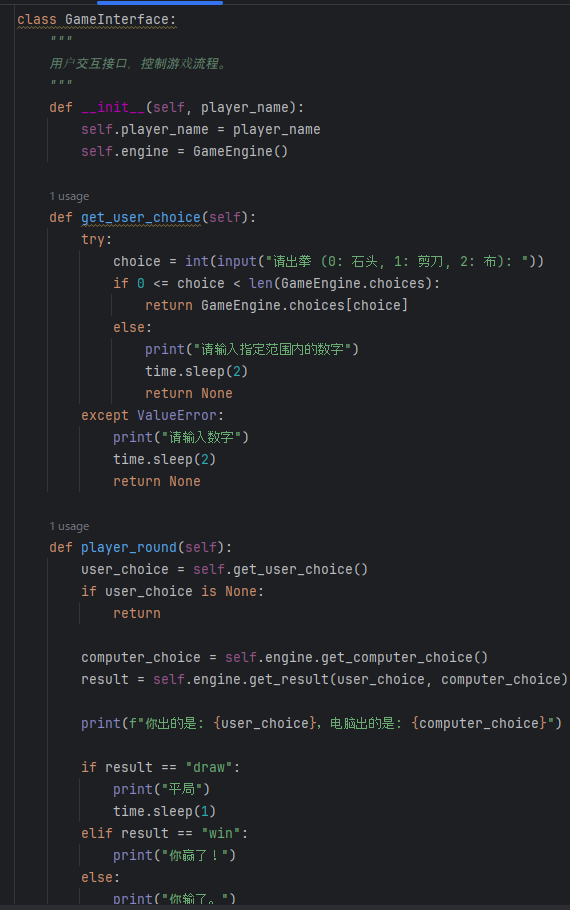 class GameInterface:
    """
    用户交互接口，控制游戏流程。
    """
    def __init__(self, player_name):
        self.player_name = player_name
        self.engine = GameEngine()

    1 usage
    def get_user_choice(self):
        try:
            choice = int(input("请出拳 (0: 石头, 1: 剪刀, 2: 布): "))
            if 0 <= choice < len(GameEngine.choices):
                return GameEngine.choices[choice]
            else:
                print("请输入指定范围内的数字")
                time.sleep(2)
                return None
        except ValueError:
            print("请输入数字")
            time.sleep(2)
            return None

    1 usage
    def player_round(self):
        user_choice = self.get_user_choice()
        if user_choice is None:
            return

        computer_choice = self.engine.get_computer_choice()
        result = self.engine.get_result(user_choice, computer_choice)

        print(f"你出的是: {user_choice}, 电脑出的是: {computer_choice}")

        if result == "draw":
            print("平局")
            time.sleep(1)
        elif result == "win":
            print("你赢了！")
        else:
            print("你输了。")